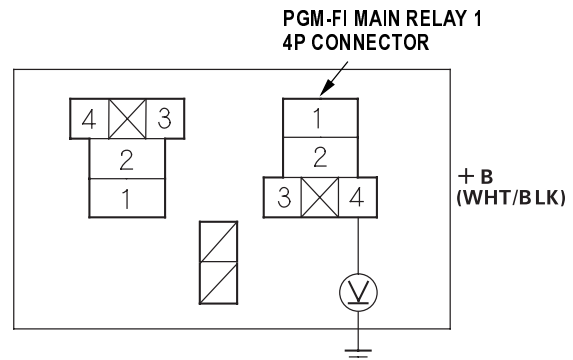 PGM-FI MAIN RELAY 1
4P CONNECTOR
4 3
2
1
1
2
3 4
V
+B
(WHT/BLK)